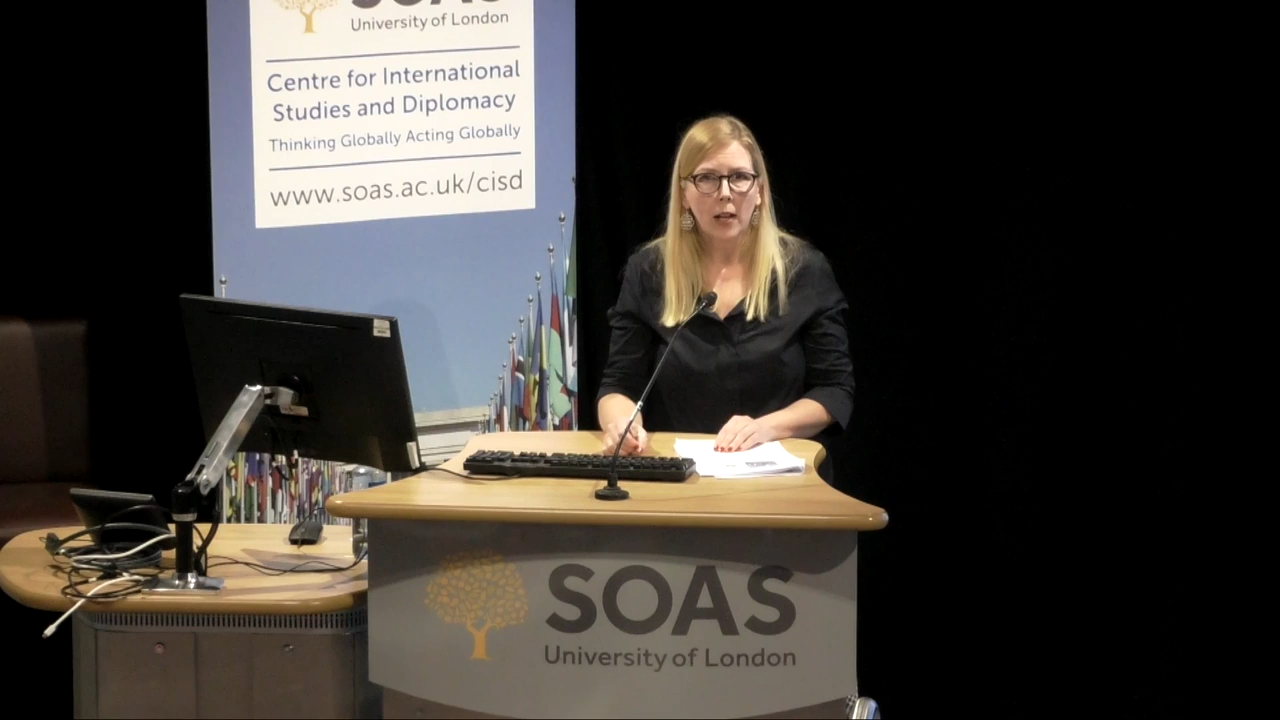 SOAS
University of London
Centre for International
Studies and Diplomacy
Thinking Globally Acting Globally
www.soas.ac.uk/cisd
SOAS
University of London